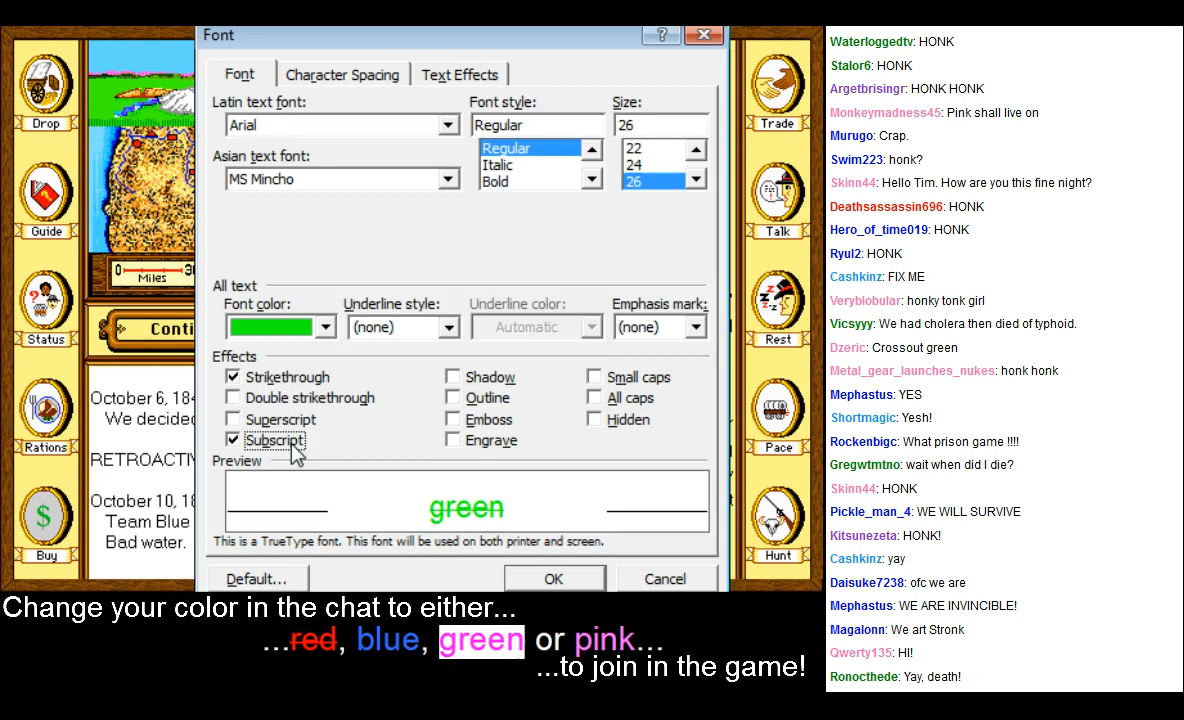 Font
Font
Character Spacing
Text Effects
Latin text font:
Font style:
Size:
Arial
Regular
26
Regular
Italic
Bold
22
24
26
Asian text font:
MS Mincho
All text
Font color:
Underline style:
Underline color:
Emphasis mark:
(none)
Automatic
(none)
Effects
Strikethrough
Double strikethrough
Superscript
Subscript
Shadow
Outline
Emboss
Engrave
Small caps
All caps
Hidden
Preview
green
This is a TrueType font. This font will be used on both printer and screen.
Default...
OK
Cancel
Drop
Guide
Status
Rations
$
Buy
0
Miles
Conti
October 6, 184
We decided
RETROACTIV
October 10, 18
Team Blue
Bad water.
Trade
Talk
Rest
Pace
Hunt
Change your color in the chat to either...
...red, blue, green or pink...
...to join in the game!
Waterloggedtv: HONK
Stalor6: HONK
Argetbrisingr: HONK HONK
Monkeymadness45: Pink shall live on
Murugo: Crap.
Swim223: honk?
Skinn44: Hello Tim. How are you this fine night?
Deathsassassin696: HONK
Hero_of_time019: HONK
Ryul2: HONK
Cashkinz: FIX ME
Veryblobular: honky tonk girl
Vicsyyy: We had cholera then died of typhoid.
Dzeric: Crossout green
Metal_gear_launches_nukes: honk honk
Mephastus: YES
Shortmagic: Yesh!
Rockenbigc: What prison game !!!!
Gregwtmtno: wait when did I die?
Skinn44: HONK
Pickle_man_4: WE WILL SURVIVE
Kitsunezeta: HONK!
Cashkinz: yay
Daisuke7238: ofc we are
Mephastus: WE ARE INVINCIBLE!
Magalonn: We art Stronk
Qwerty135: HI!
Ronocthede: Yay, death!